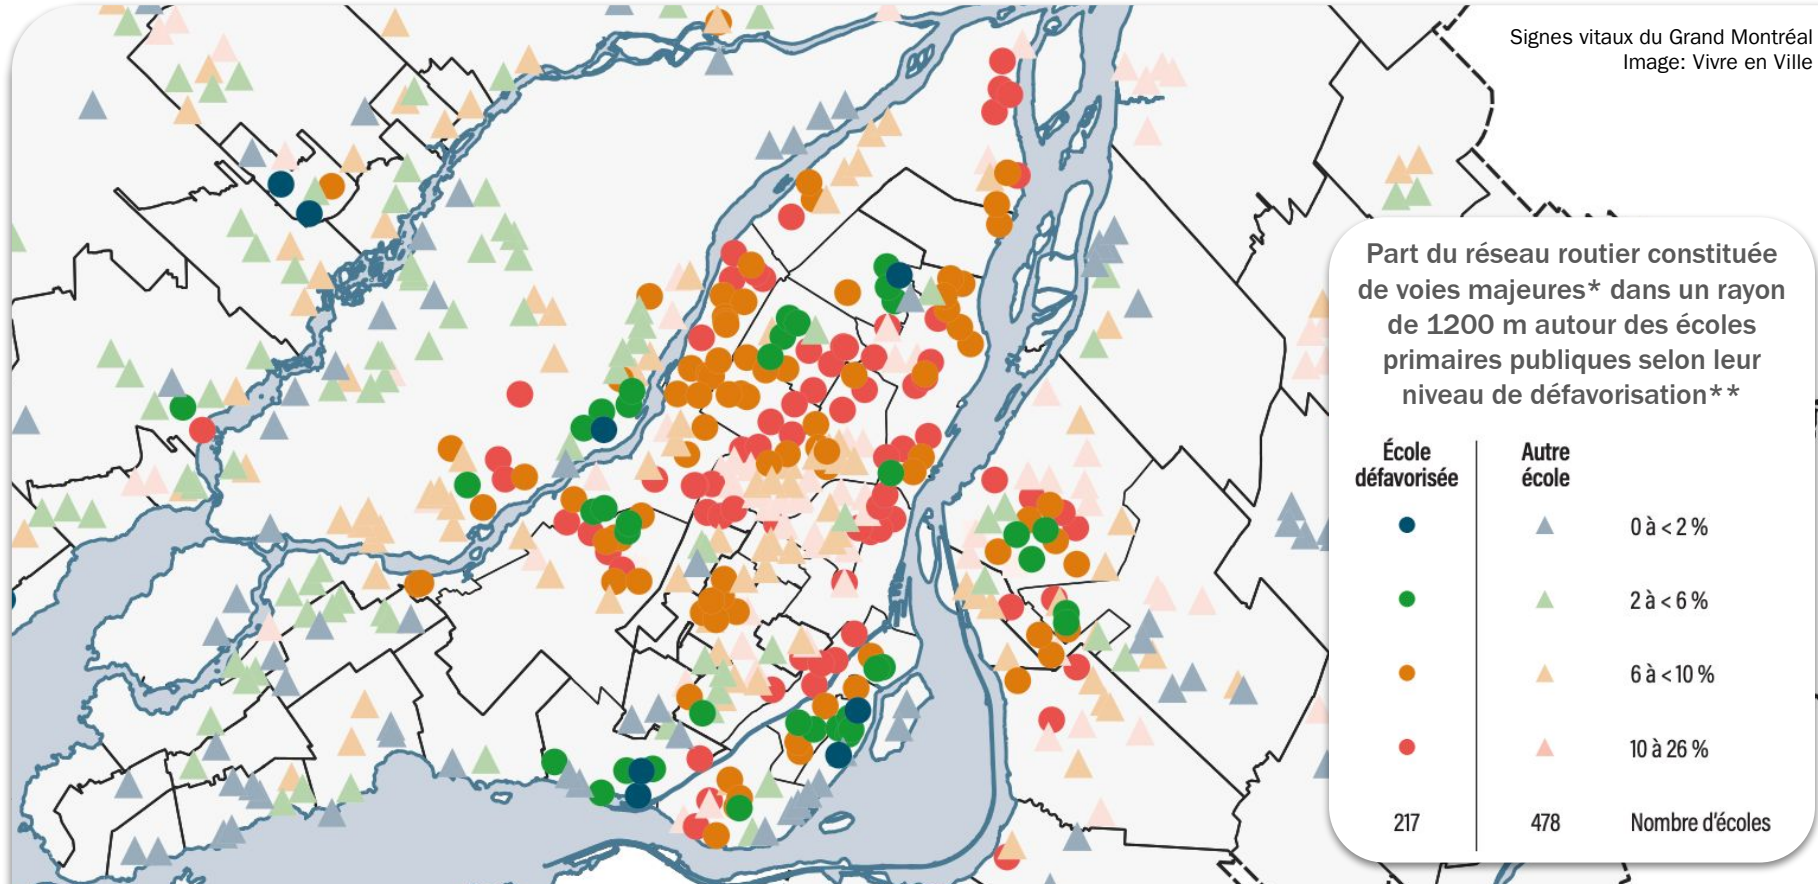 Signes vitaux du Grand Montréal
Image: Vivre en Ville
Part du réseau routier constituée
de voies majeures* dans un rayon
de 1200 m autour des écoles
primaires publiques selon leur
niveau de défavorisation**
École
défavorisée
Autre
école
0 à < 2 %
2 à < 6 %
6 à < 10 %
10 à 26 %
217 478 Nombre d'écoles